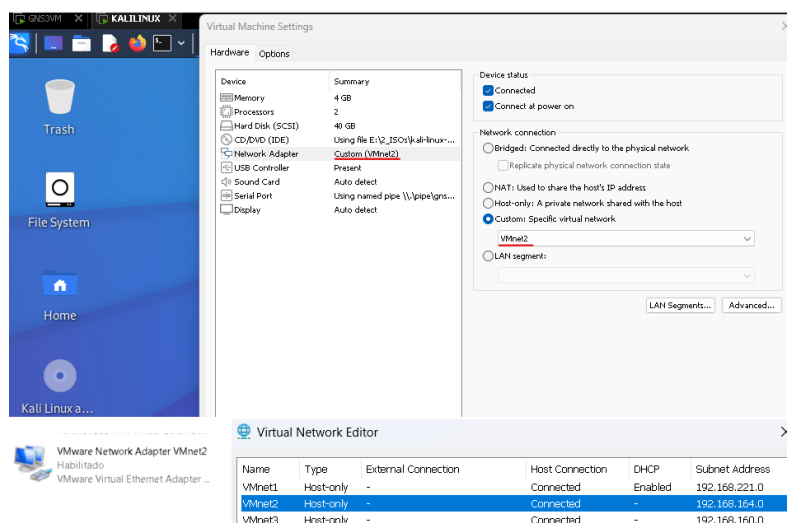 GNS3VM
KALILINUX
Trash
File System
Home
Kali Linux a...
Virtual Machine Settings
Hardware Options
Device Summary
Memory 4 GB
Processors 2
Hard Disk (SCSI) 40 GB
CD/DVD (IDE) Using file E:\2_ISOs\kali-linux-...
Network Adapter Custom (VMnet2)
USB Controller Present
Sound Card Auto detect
Serial Port Using named pipe \\.\pipe\gns...
Display Auto detect
Device status
Connected
Connect at power on
Network connection
Bridged: Connected directly to the physical network
Replicate physical network connection state
NAT: Used to share the host's IP address
Host-only: A private network shared with the host
Custom: Specific virtual network
VMnet2
LAN segment:
LAN Segments... Advanced...
VMware Network Adapter VMnet2
Habilitado
VMware Virtual Ethernet Adapter ...
Virtual Network Editor
Name Type External Connection Host Connection DHCP Subnet Address
VMnet1 Host-only - Connected Enabled 192.168.221.0
VMnet2 Host-only - Connected - 192.168.164.0
VMnet3 Host-only - Connected - 192.168.160.0